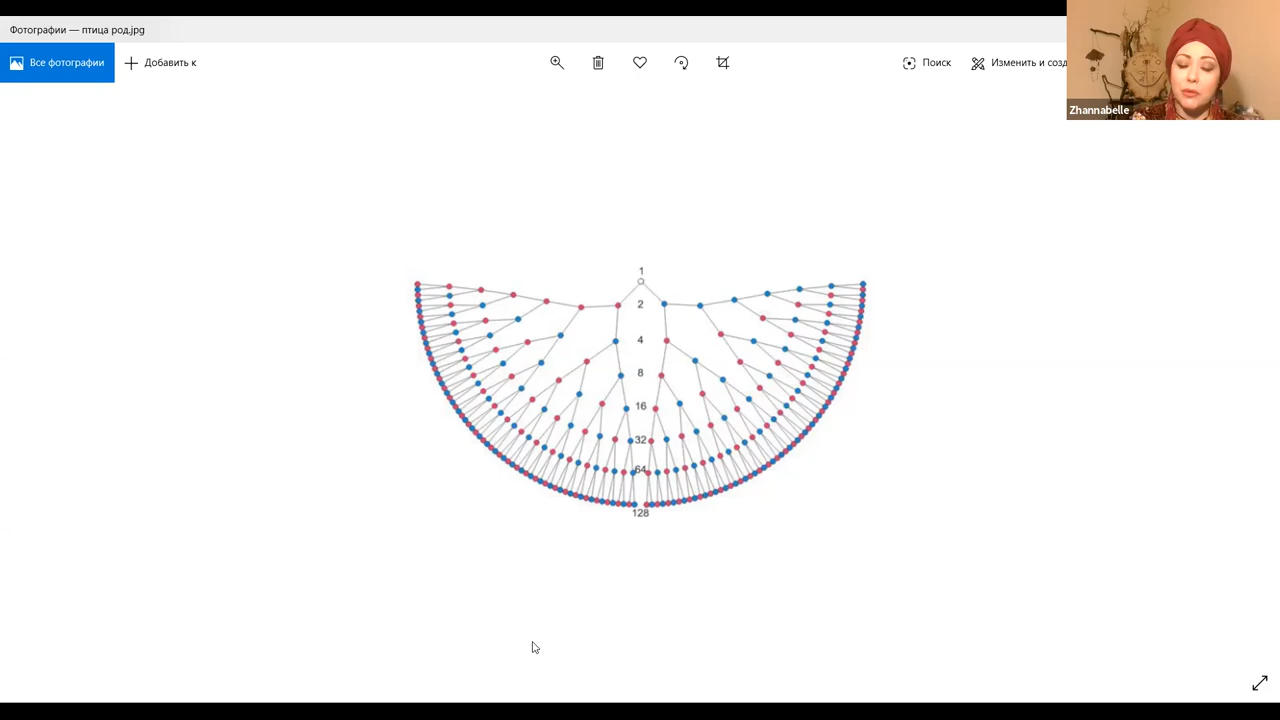 Фотографии — птица род.jpg
Все фотографии
Добавить к
Поиск
Изменить и созд
Zhannabelle
1
2
4
8
16
32
64
128